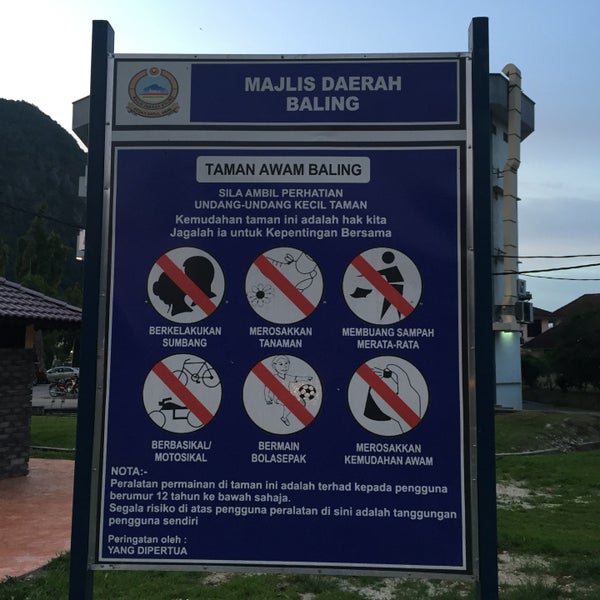 MAJLIS DAERAH
BALING
TAMAN AWAM BALING
SILA AMBIL PERHATIAN
UNDANG-UNDANG KECIL TAMAN
Kemudahan taman ini adalah hak kita
Jagalah ia untuk Kepentingan Bersama
BERKELAKUKAN
SUMBANG
MEROSAKKAN
TANAMAN
MEMBUANG SAMPAH
MERATA-RATA
BERBASIKAL/
MOTOSIKAL
BERMAIN
BOLASEPAK
MEROSAKKAN
KEMUDAHAN AWAM
NOTA:-
Peralatan permainan di taman ini adalah terhad kepada pengguna
berumur 12 tahun ke bawah sahaja.
Segala risiko di atas pengguna peralatan di sini adalah tanggungan
pengguna sendiri
Peringatan oleh :
YANG DIPERTUA